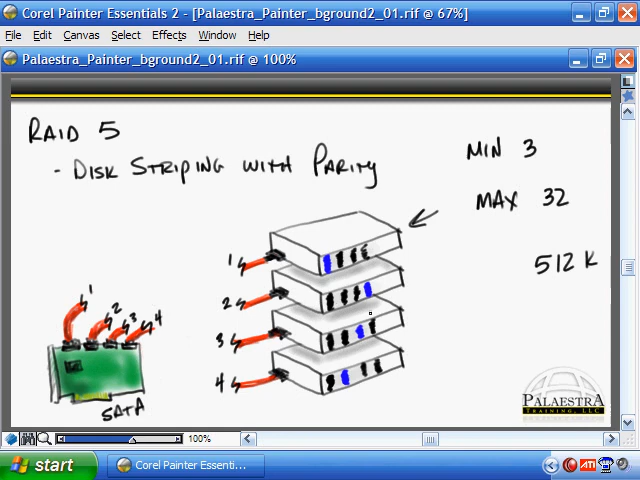 Corel Painter Essentials 2 - [Palaestra_Painter_bground2_01.rif @ 67%]
File Edit Canvas Select Effects Window Help
Palaestra_Painter_bground2_01.rif @ 100%
RAID 5
- DISK STRIPING WITH PARITY
MIN 3
MAX 32
512 K
1
2
3
4
1 2 3 4
SATA
PALAESTRA
TRAINING, LLC
100%
start
Corel Painter Essenti...
ATI